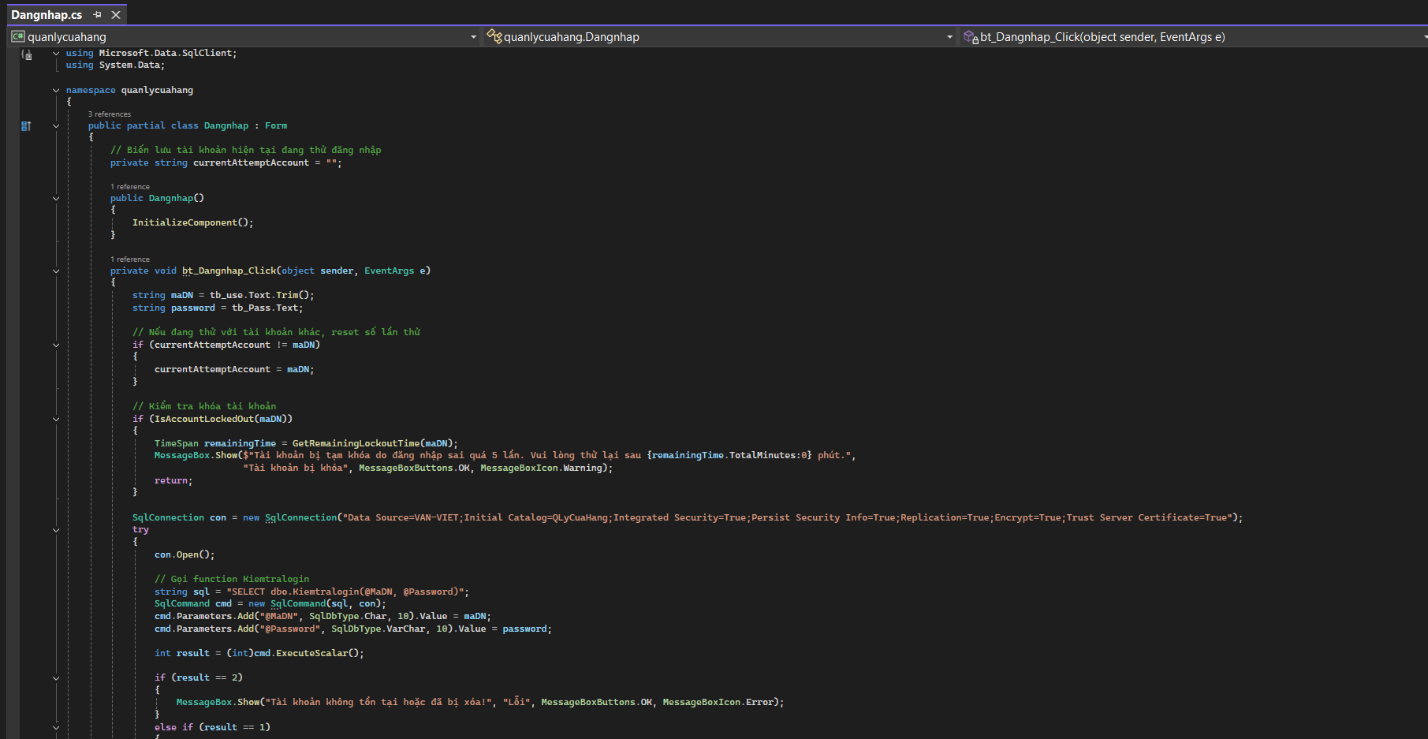 Dangnhap.cs
quanlycuahang
quanlycuahang.Dangnhap
bt_Dangnhap_Click(object sender, EventArgs e)
using Microsoft.Data.SqlClient;
using System.Data;
namespace quanlycuahang
{
3 references
public partial class Dangnhap : Form
{
// Biến lưu tài khoản hiện tại đang thử đăng nhập
private string currentAttemptAccount = "";
1 reference
public Dangnhap()
{
InitializeComponent();
}
1 reference
private void bt_Dangnhap_Click(object sender, EventArgs e)
{
string maDN = tb_use.Text.Trim();
string password = tb_Pass.Text;
// Nếu đang thử với tài khoản khác, reset số lần thử
if (currentAttemptAccount != maDN)
{
currentAttemptAccount = maDN;
}
// Kiểm tra khóa tài khoản
if (IsAccountLockedOut(maDN))
{
TimeSpan remainingTime = GetRemainingLockoutTime(maDN);
MessageBox.Show($"Tài khoản bị tạm khóa do đăng nhập sai quá 5 lần. Vui lòng thử lại sau {remainingTime.TotalMinutes:0} phút.",
"Tài khoản bị khóa", MessageBoxButtons.OK, MessageBoxIcon.Warning);
return;
}
SqlConnection con = new SqlConnection("Data Source=VAN-VIET;Initial Catalog=QLyCuaHang;Integrated Security=True;Persist Security Info=True;Replication=True;Encrypt=True;Trust Server Certificate=True");
try
{
con.Open();
// Gọi function Kiemtralogin
string sql = "SELECT dbo.Kiemtralogin(@MaDN, @Password)";
SqlCommand cmd = new SqlCommand(sql, con);
cmd.Parameters.Add("@MaDN", SqlDbType.Char, 10).Value = maDN;
cmd.Parameters.Add("@Password", SqlDbType.VarChar, 10).Value = password;
int result = (int)cmd.ExecuteScalar();
if (result == 2)
{
MessageBox.Show("Tài khoản không tồn tại hoặc đã bị xóa!", "Lỗi", MessageBoxButtons.OK, MessageBoxIcon.Error);
}
else if (result == 1)
{